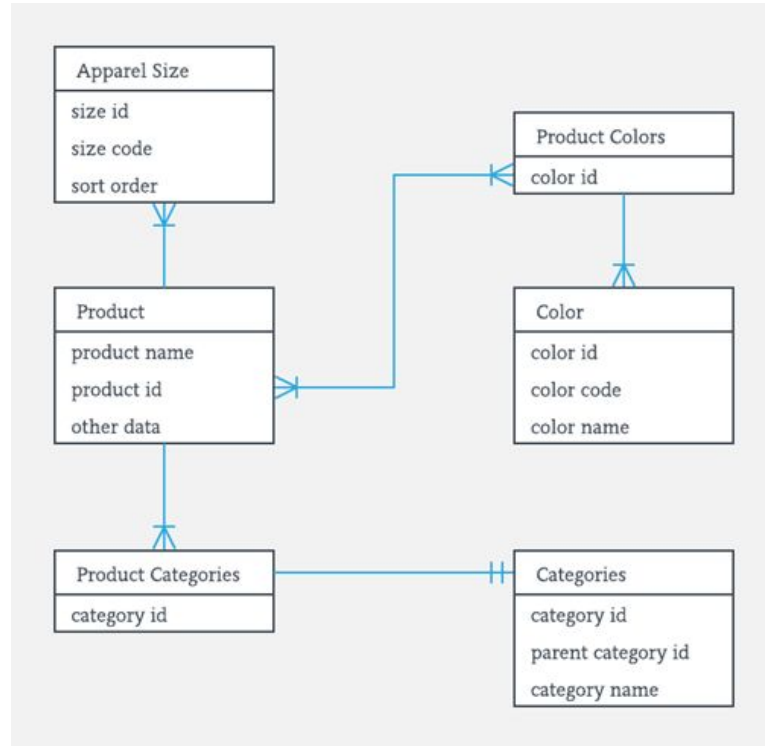 Apparel Size
size id
size code
sort order
Product Colors
color id
Product
product name
product id
other data
Color
color id
color code
color name
Product Categories
category id
Categories
category id
parent category id
category name